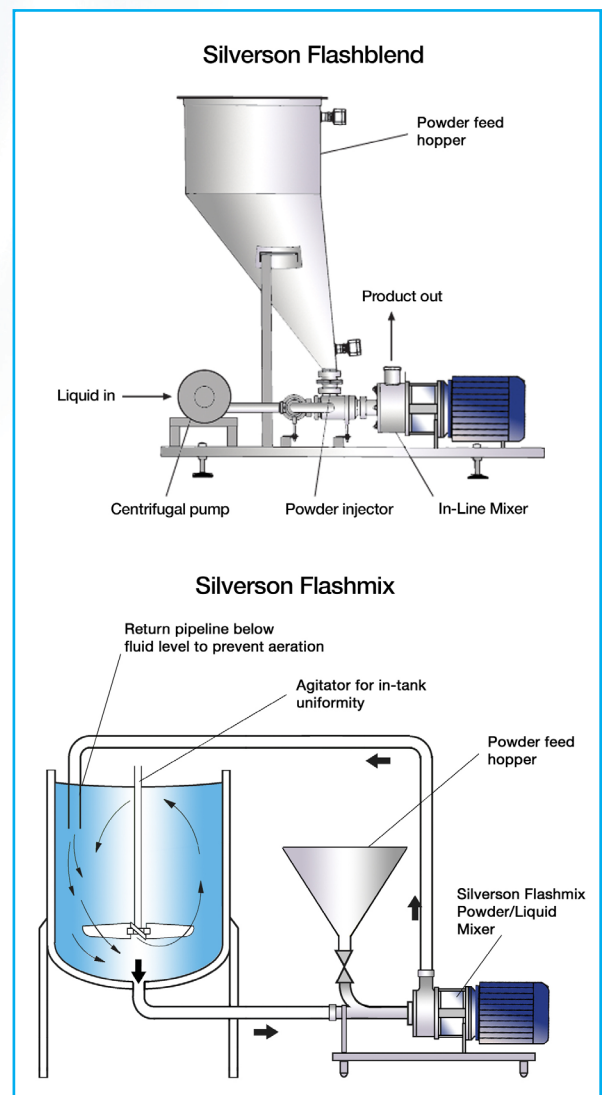 Silverson Flashblend
Powder feed
hopper
Product out
Liquid in
Centrifugal pump
Powder injector
In-Line Mixer
Silverson Flashmix
Return pipeline below
fluid level to prevent aeration
Agitator for in-tank
uniformity
Powder feed
hopper
Silverson Flashmix
Powder/Liquid
Mixer